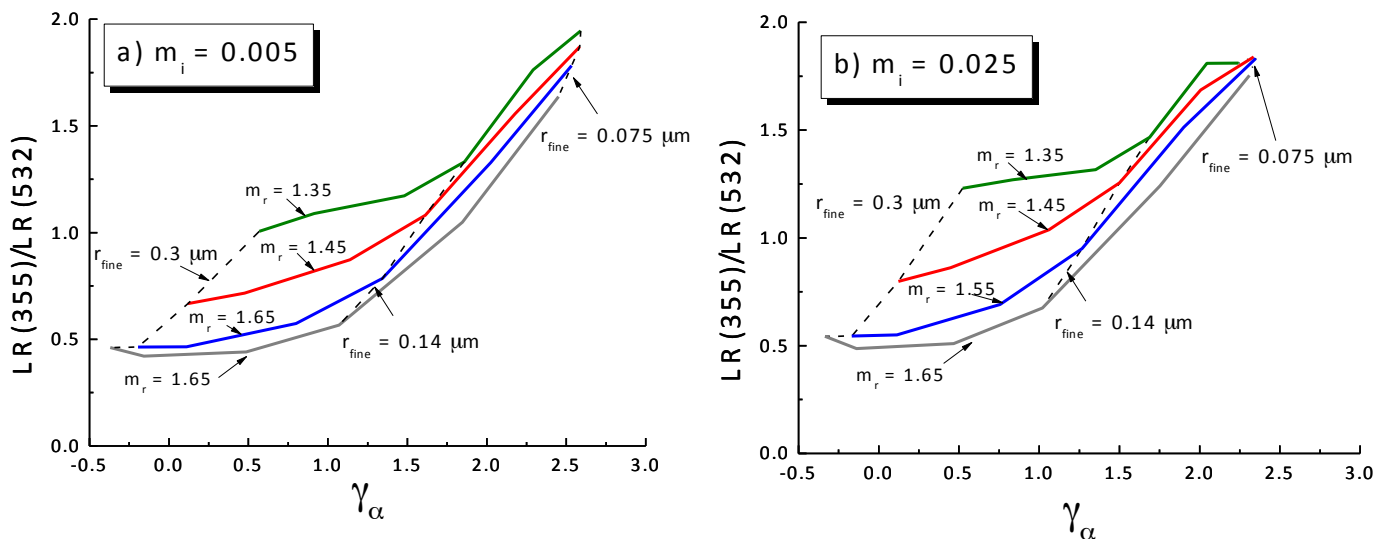 a) m_i = 0.005
LR(355)/LR(532)
2.0
1.5
1.0
0.5
0.0
r_fine = 0.075 μm
m_r = 1.35
r_fine = 0.3 μm
m_r = 1.45
m_r = 1.65
r_fine = 0.14 μm
m_r = 1.65
-0.5 0.0 0.5 1.0 1.5 2.0 2.5 3.0
γ_α
b) m_i = 0.025
LR(355)/LR(532)
2.0
1.5
1.0
0.5
0.0
m_r = 1.35
r_fine = 0.075 μm
r_fine = 0.3 μm
m_r = 1.45
m_r = 1.55
r_fine = 0.14 μm
m_r = 1.65
-0.5 0.0 0.5 1.0 1.5 2.0 2.5 3.0
γ_α